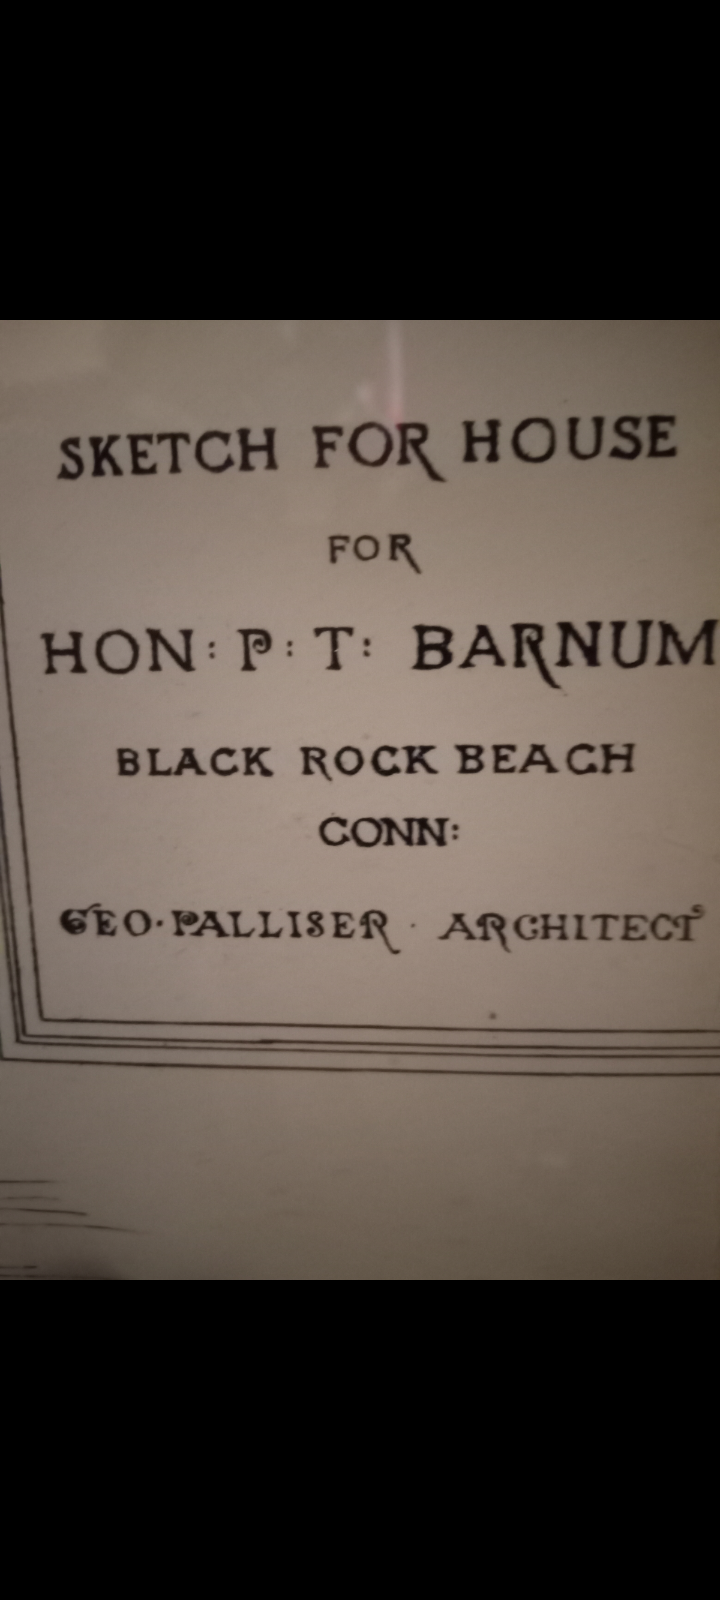 SKETCH FOR HOUSE
FOR
HON: P: T: BARNUM
BLACK ROCK BEACH
CONN:
GEO·PALLISER · ARCHITECT